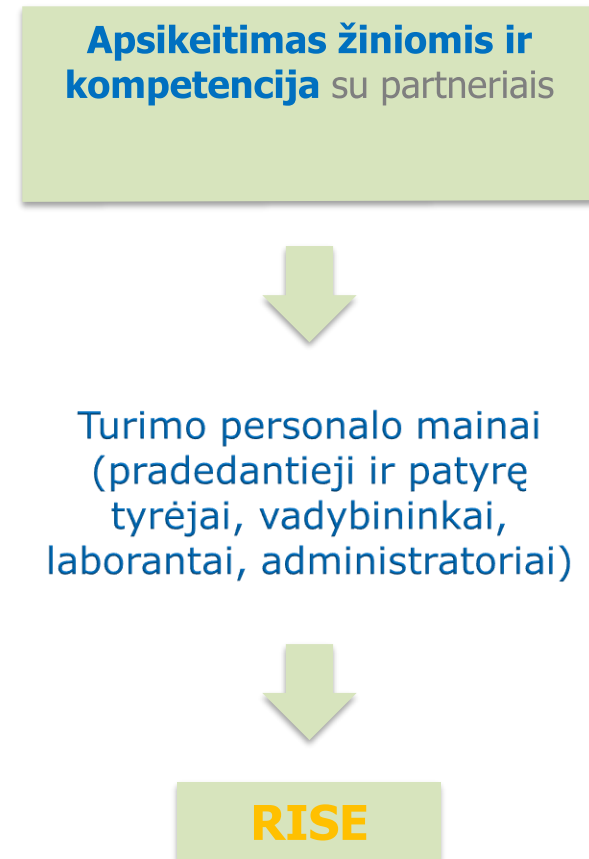 Apsikeitimas žiniomis ir
kompetencija su partneriais
Turimo personalo mainai
(pradedantieji ir patyrę
tyrėjai, vadybininkai,
laborantai, administratoriai)
RISE